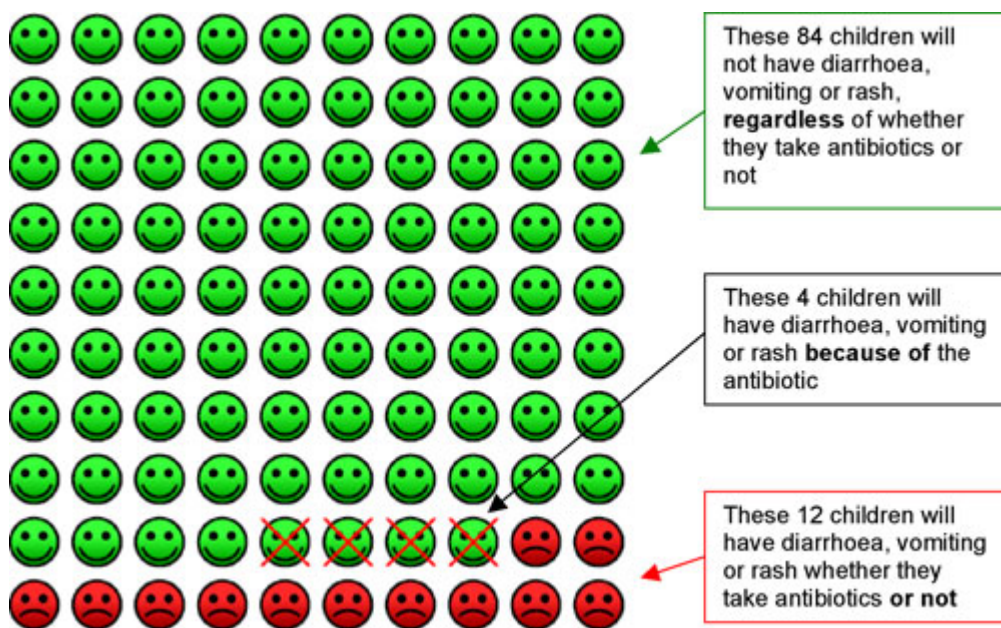 These 84 children will
not have diarrhoea,
vomiting or rash,
regardless of whether
they take antibiotics or
not
These 4 children will
have diarrhoea, vomiting
or rash because of the
antibiotic
These 12 children will
have diarrhoea, vomiting
or rash whether they
take antibiotics or not